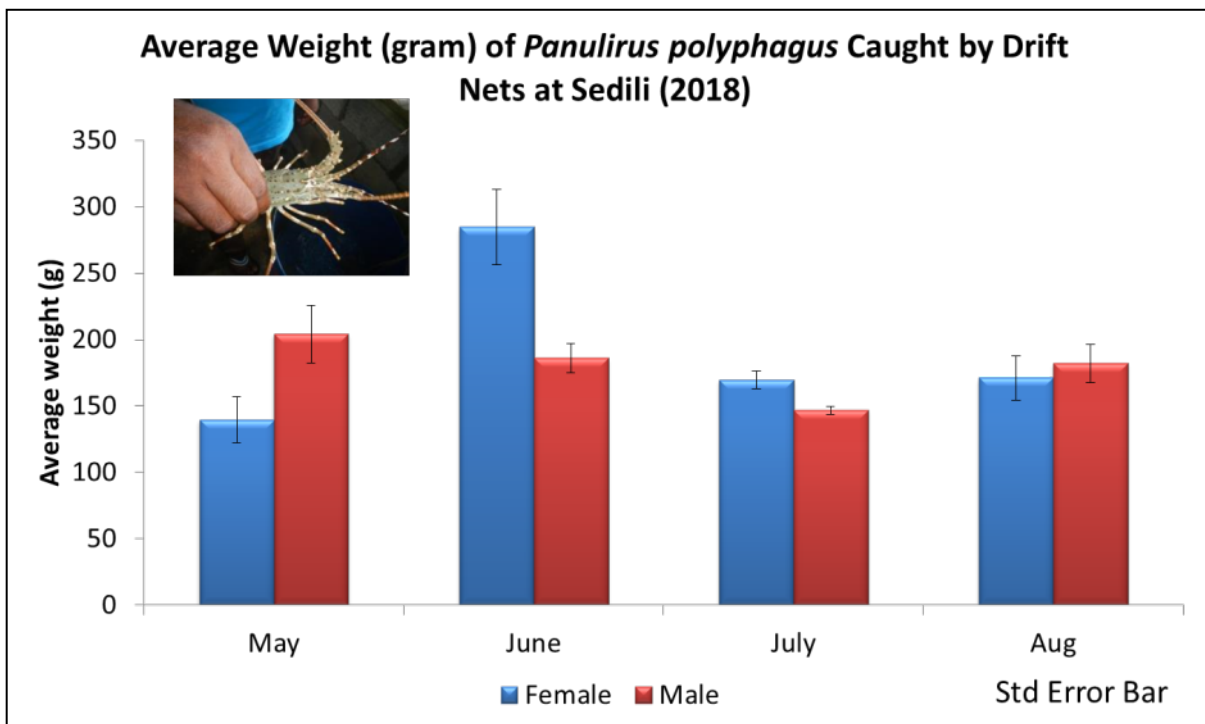 Average Weight (gram) of Panulirus polyphagus Caught by Drift
Nets at Sedili (2018)
Average weight (g)
350
300
250
200
150
100
50
0
May June July Aug
Female Male
Std Error Bar